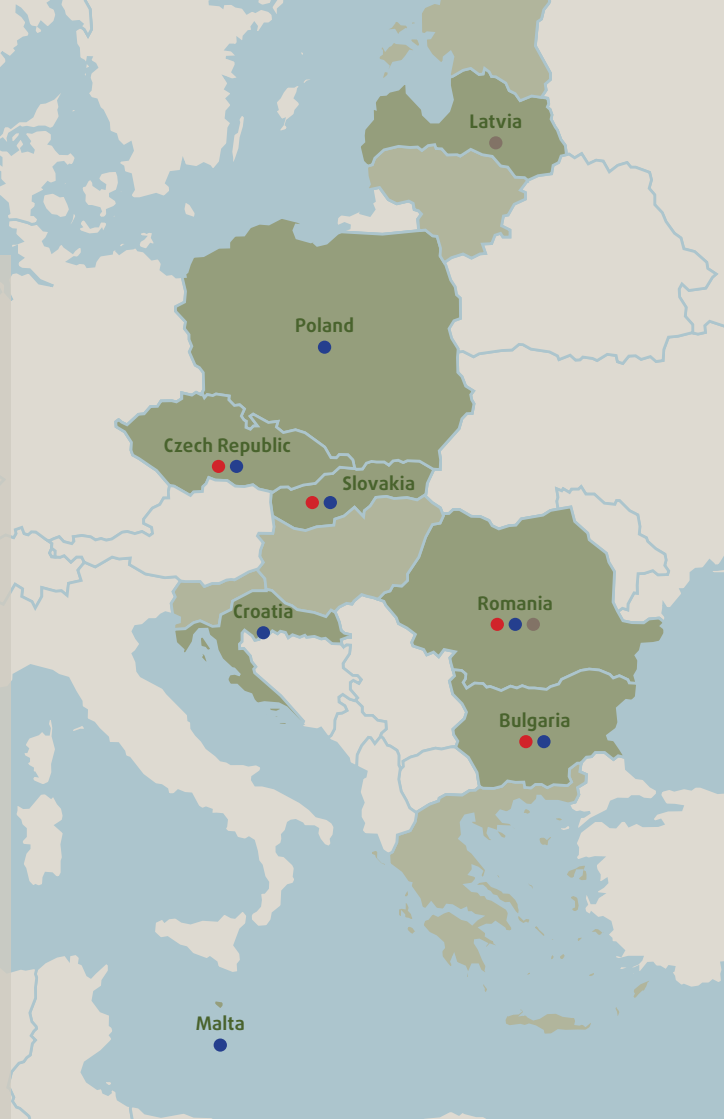 Latvia
Poland
Czech Republic
Slovakia
Croatia
Romania
Bulgaria
Malta